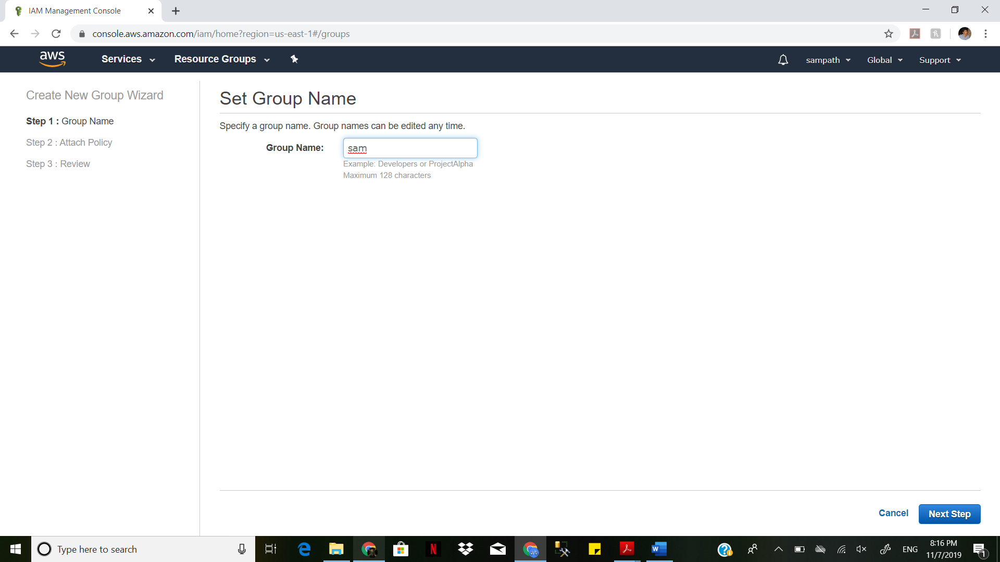 IAM Management Console
console.aws.amazon.com/iam/home?region=us-east-1#/groups
aws
Services
Resource Groups
sampath
Global
Support
Create New Group Wizard
Step 1 : Group Name
Step 2 : Attach Policy
Step 3 : Review
Set Group Name
Specify a group name. Group names can be edited any time.
Group Name:
sam
Example: Developers or ProjectAlpha
Maximum 128 characters
Cancel
Next Step
Type here to search
ENG
8:16 PM
11/7/2019
1